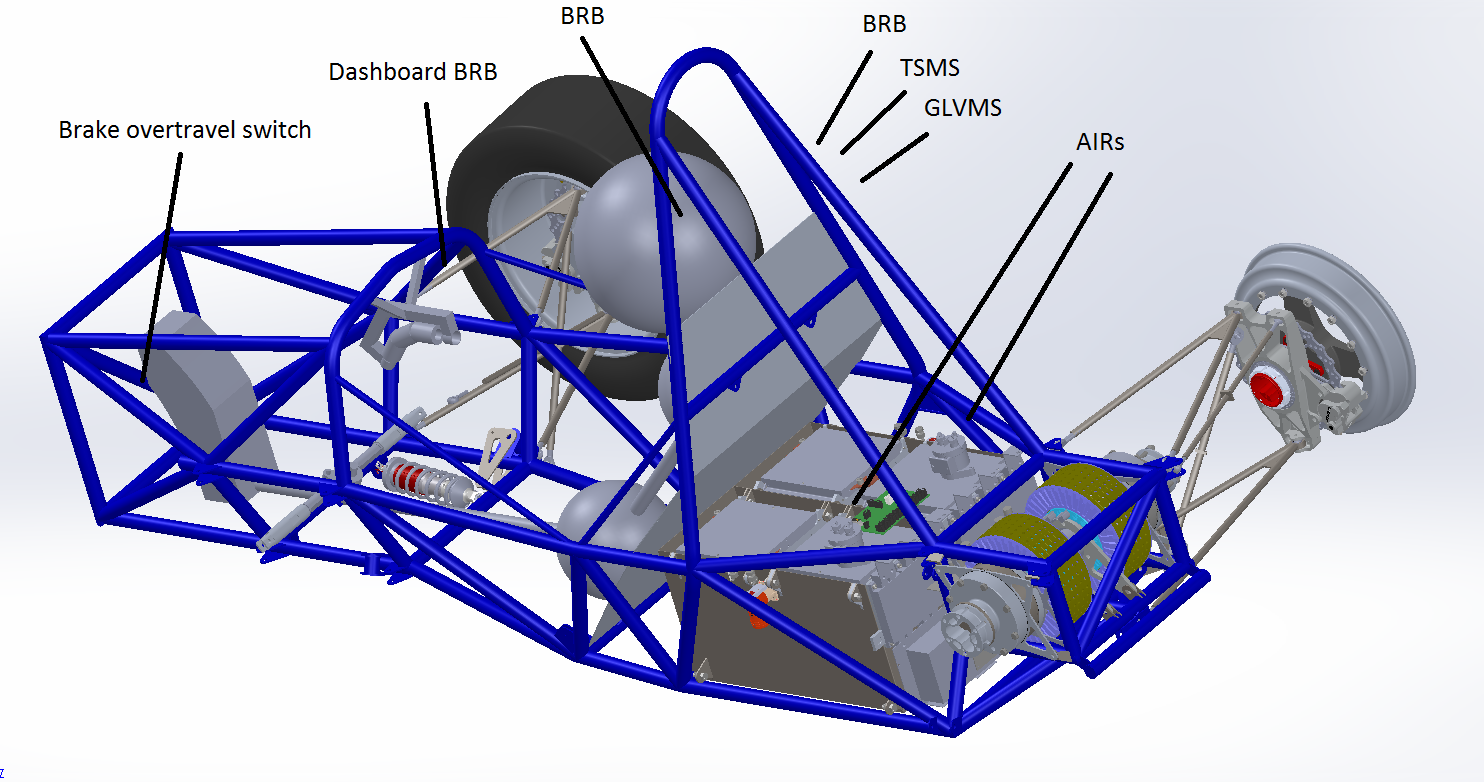 BRB
BRB
Dashboard BRB
TSMS
GLVMS
Brake overtravel switch
AIRs
Z